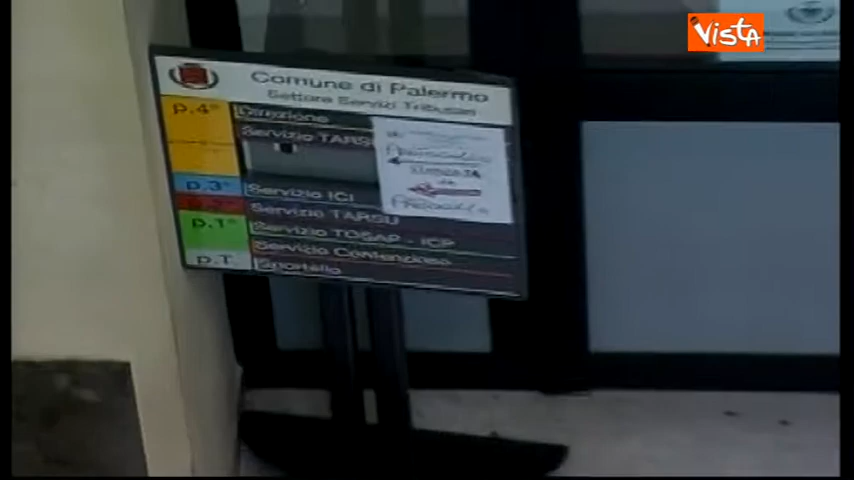 VISTA
Comune di Palermo
Settore Servizi Tributari
p.4° Direzione
Servizio TARSU
p.3° Servizio ICI
p.2° Servizio TARSU
p.1° Servizio TOSAP - ICP
Servizio Contenzioso
p.T. Sportello